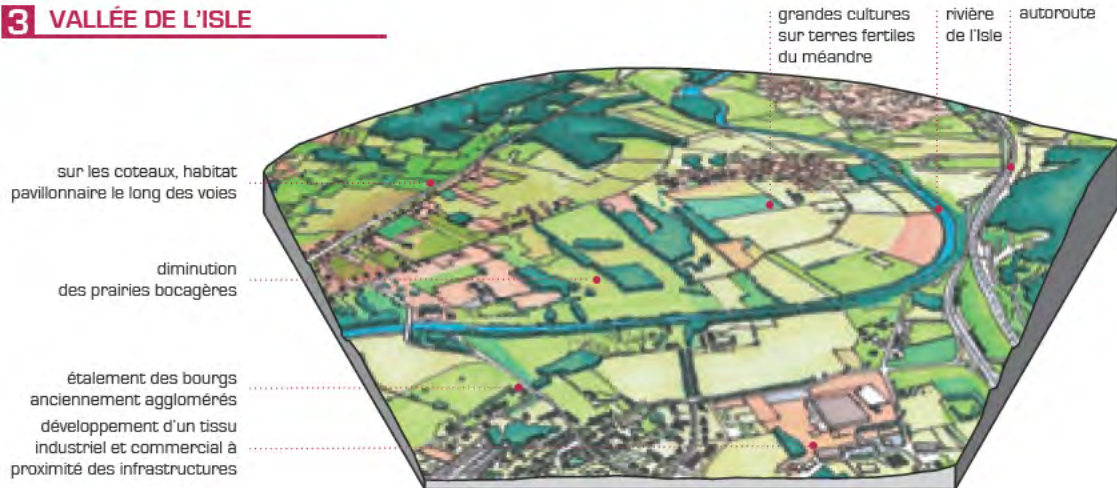 3 VALLÉE DE L'ISLE
grandes cultures
sur terres fertiles
du méandre
rivière
de l'Isle
autoroute
sur les coteaux, habitat
pavillonnaire le long des voies
diminution
des prairies bocagères
étalement des bourgs
anciennement agglomérés
développement d'un tissu
industriel et commercial à
proximité des infrastructures